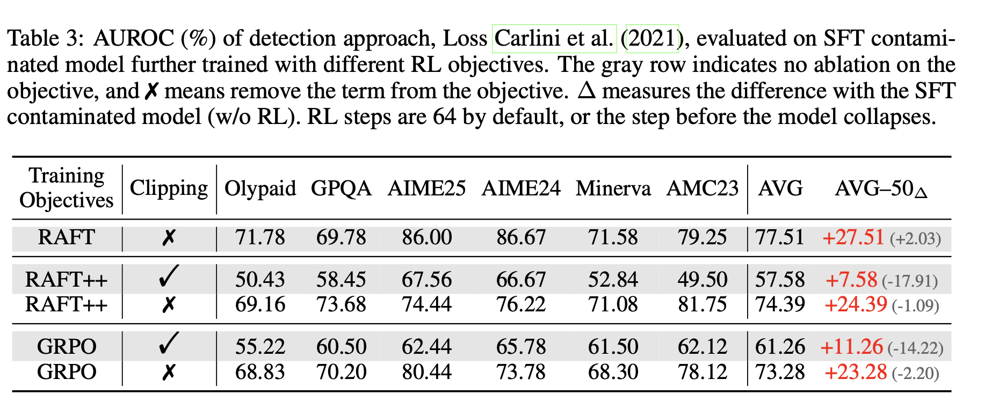 Table 3: AUROC (%) of detection approach, Loss Carlini et al. (2021), evaluated on SFT contami-
nated model further trained with different RL objectives. The gray row indicates no ablation on the
objective, and ✗ means remove the term from the objective. Δ measures the difference with the SFT
contaminated model (w/o RL). RL steps are 64 by default, or the step before the model collapses.
Training Objectives Clipping Olypaid GPQA AIME25 AIME24 Minerva AMC23 AVG AVG–50Δ
RAFT ✗ 71.78 69.78 86.00 86.67 71.58 79.25 77.51 +27.51 (+2.03)
RAFT++ ✓ 50.43 58.45 67.56 66.67 52.84 49.50 57.58 +7.58 (-17.91)
RAFT++ ✗ 69.16 73.68 74.44 76.22 71.08 81.75 74.39 +24.39 (-1.09)
GRPO ✓ 55.22 60.50 62.44 65.78 61.50 62.12 61.26 +11.26 (-14.22)
GRPO ✗ 68.83 70.20 80.44 73.78 68.30 78.12 73.28 +23.28 (-2.20)